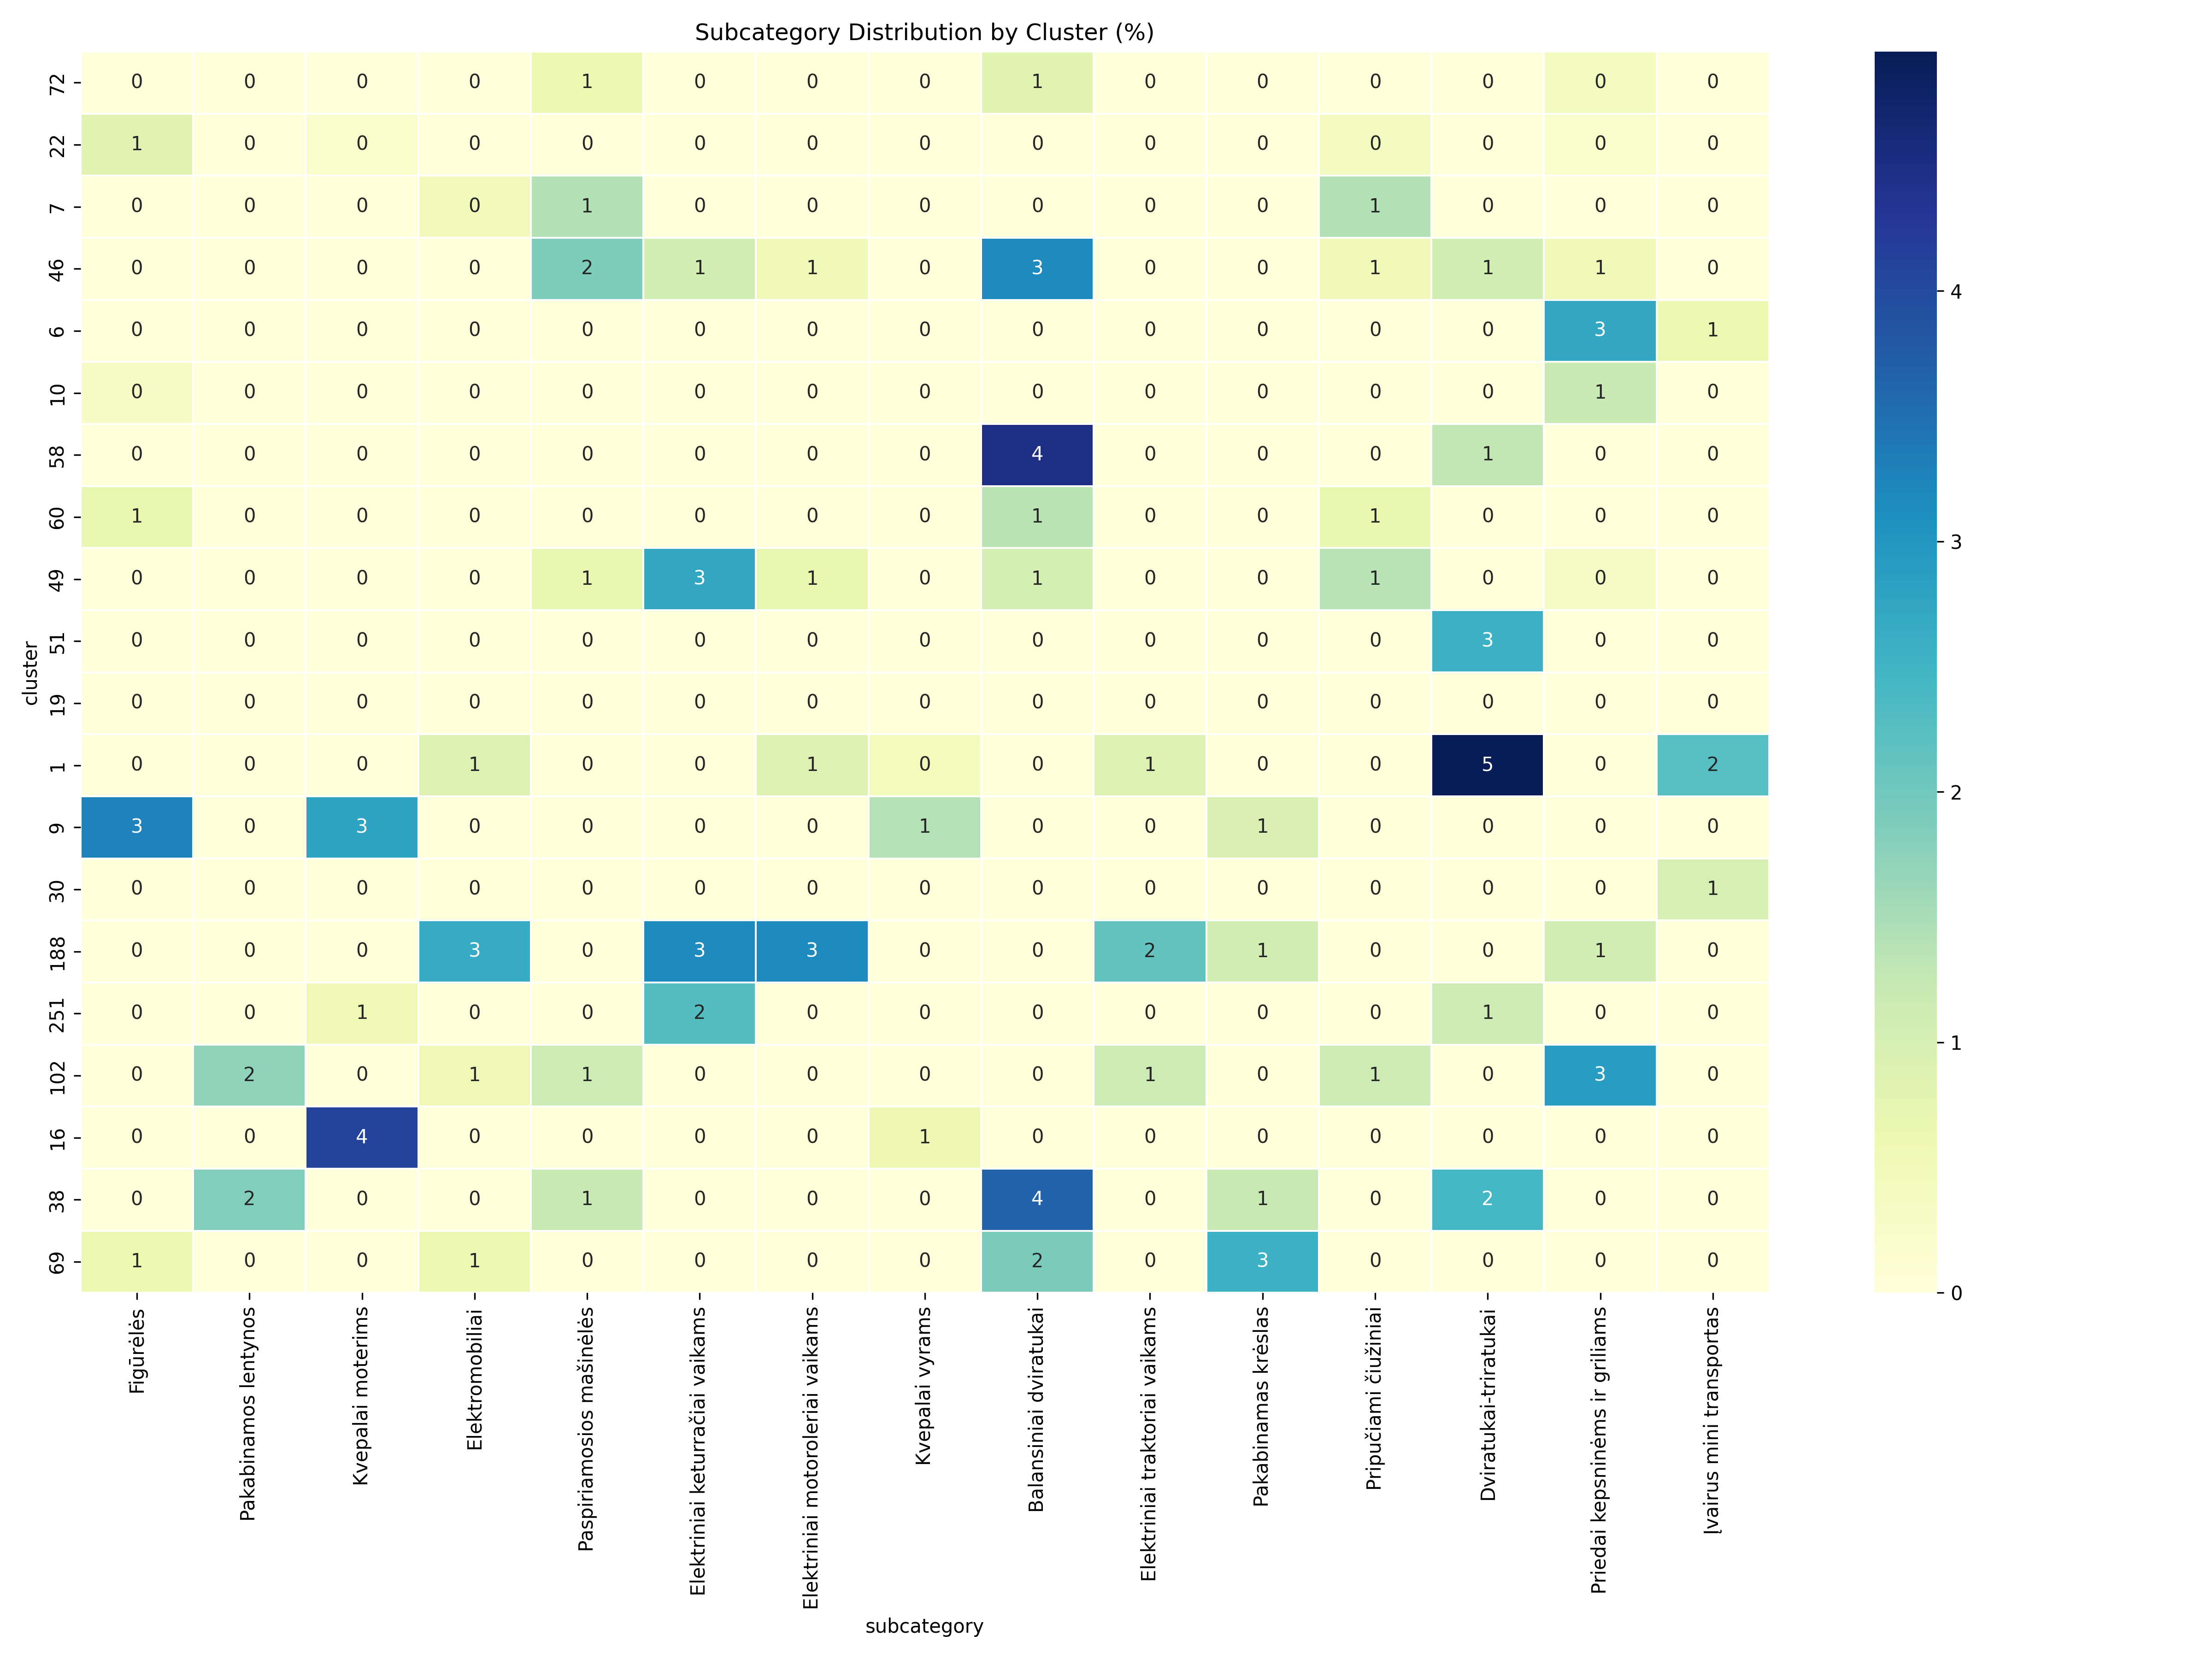 Subcategory Distribution by Cluster (%)
72 0 0 0 0 1 0 0 0 1 0 0 0 0 0 0
22 1 0 0 0 0 0 0 0 0 0 0 0 0 0 0
7 0 0 0 0 1 0 0 0 0 0 0 1 0 0 0
46 0 0 0 0 2 1 1 0 3 0 0 1 1 1 0
6 0 0 0 0 0 0 0 0 0 0 0 0 0 3 1
10 0 0 0 0 0 0 0 0 0 0 0 0 0 1 0
58 0 0 0 0 0 0 0 0 4 0 0 0 1 0 0
60 1 0 0 0 0 0 0 0 1 0 0 1 0 0 0
49 0 0 0 0 1 3 1 0 1 0 0 1 0 0 0
51 0 0 0 0 0 0 0 0 0 0 0 0 3 0 0
19 0 0 0 0 0 0 0 0 0 0 0 0 0 0 0
1 0 0 0 1 0 0 1 0 0 1 0 0 5 0 2
9 3 0 3 0 0 0 0 1 0 0 1 0 0 0 0
30 0 0 0 0 0 0 0 0 0 0 0 0 0 0 1
188 0 0 0 3 0 3 3 0 0 2 1 0 0 1 0
251 0 0 1 0 0 2 0 0 0 0 0 0 1 0 0
102 0 2 0 1 1 0 0 0 0 1 0 1 0 3 0
16 0 0 4 0 0 0 0 1 0 0 0 0 0 0 0
38 0 2 0 0 1 0 0 0 4 0 1 0 2 0 0
69 1 0 0 1 0 0 0 0 2 0 3 0 0 0 0
cluster
Figūrėlės
Pakabinamos lentynos
Kvepalai moterims
Elektromobiliai
Paspiriamosios mašinėlės
Elektriniai keturračiai vaikams
Elektriniai motoroleriai vaikams
Kvepalai vyrams
Balansiniai dviratukai
Elektriniai traktoriai vaikams
Pakabinamas krėslas
Pripučiami čiužiniai
Dviratukai-triratukai
Priedai kepsninėms ir griliams
Įvairus mini transportas
subcategory
4
3
2
1
0